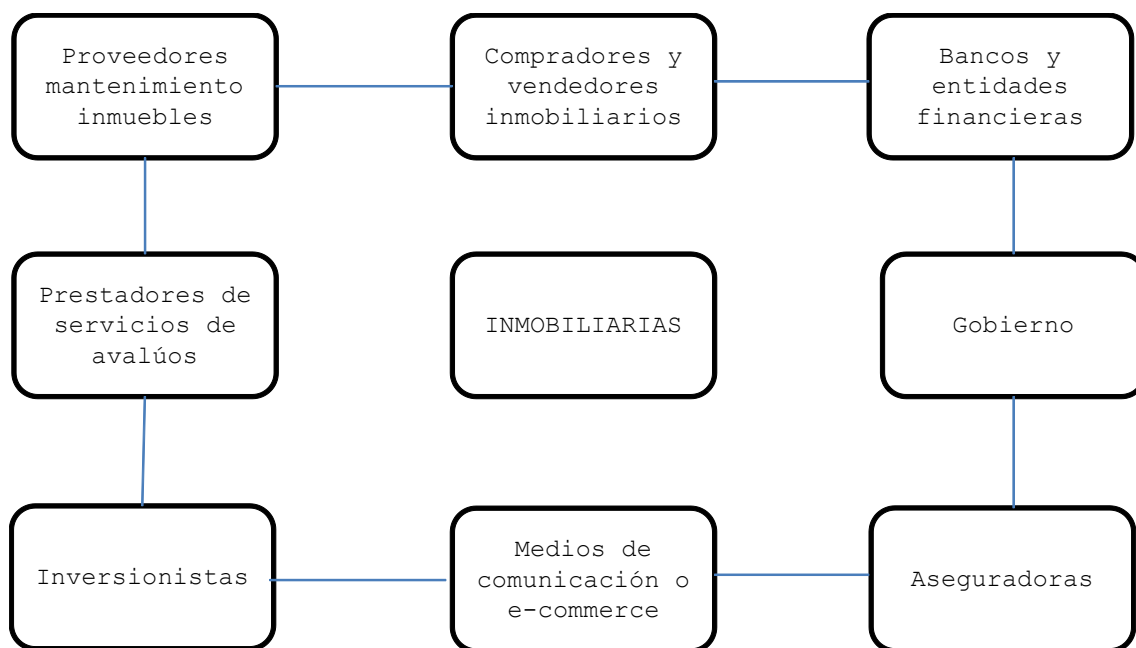 Proveedores
mantenimiento
inmuebles
Compradores y
vendedores
inmobiliarios
Bancos y
entidades
financieras
Prestadores de
servicios de
avalúos
INMOBILIARIAS
Gobierno
Inversionistas
Medios de
comunicación o
e-commerce
Aseguradoras